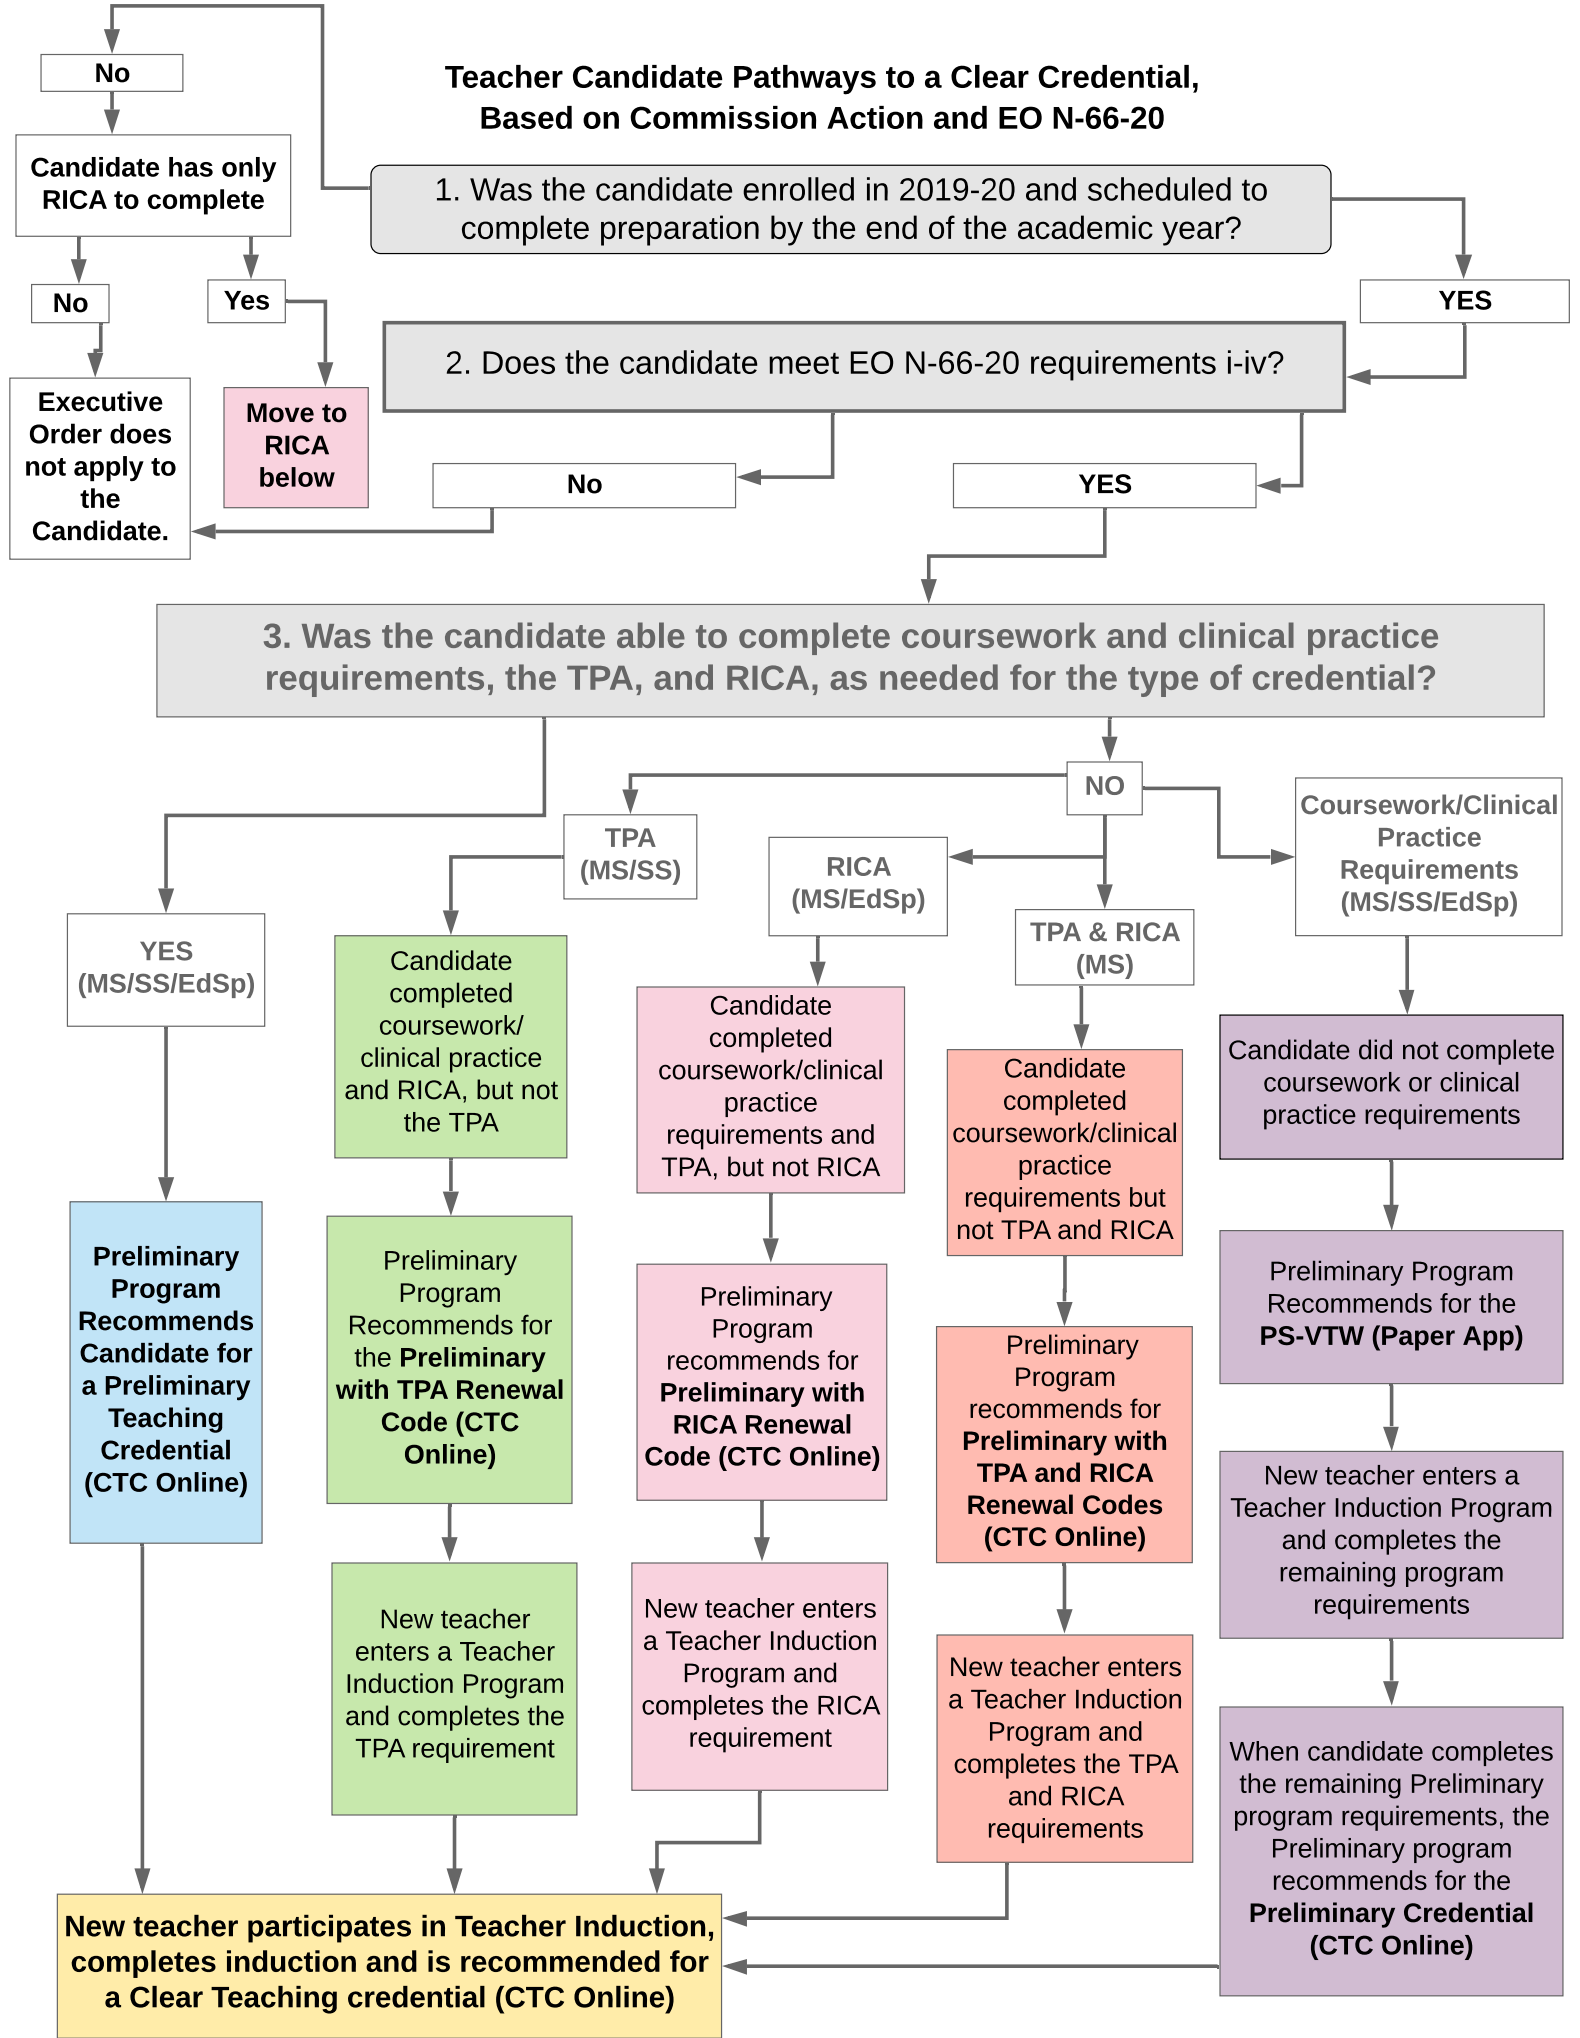 No
Teacher Candidate Pathways to a Clear Credential,
Based on Commission Action and EO N-66-20
Candidate has only
RICA to complete
1. Was the candidate enrolled in 2019-20 and scheduled to
complete preparation by the end of the academic year?
No
Yes
YES
2. Does the candidate meet EO N-66-20 requirements i-iv?
Executive
Order does
not apply to
the
Candidate.
Move to
RICA
below
No
YES
3. Was the candidate able to complete coursework and clinical practice
requirements, the TPA, and RICA, as needed for the type of credential?
NO
YES
(MS/SS/EdSp)
TPA
(MS/SS)
RICA
(MS/EdSp)
TPA & RICA
(MS)
Coursework/Clinical
Practice
Requirements
(MS/SS/EdSp)
Preliminary
Program
Recommends
Candidate for
a Preliminary
Teaching
Credential
(CTC Online)
Candidate
completed
coursework/
clinical practice
and RICA, but not
the TPA
Preliminary
Program
Recommends for
the Preliminary
with TPA Renewal
Code (CTC
Online)
New teacher
enters a Teacher
Induction Program
and completes the
TPA requirement
Candidate
completed
coursework/clinical
practice
requirements and
TPA, but not RICA
Preliminary
Program
recommends for
Preliminary with
RICA Renewal
Code (CTC Online)
New teacher enters
a Teacher Induction
Program and
completes the RICA
requirement
Candidate
completed
coursework/clinical
practice
requirements but
not TPA and RICA
Preliminary
Program
recommends for
Preliminary with
TPA and RICA
Renewal Codes
(CTC Online)
New teacher enters
a Teacher Induction
Program and
completes the TPA
and RICA
requirements
Candidate did not complete
coursework or clinical
practice requirements
Preliminary Program
Recommends for the
PS-VTW (Paper App)
New teacher enters a
Teacher Induction Program
and completes the
remaining program
requirements
When candidate completes
the remaining Preliminary
program requirements, the
Preliminary program
recommends for the
Preliminary Credential
(CTC Online)
New teacher participates in Teacher Induction,
completes induction and is recommended for
a Clear Teaching credential (CTC Online)